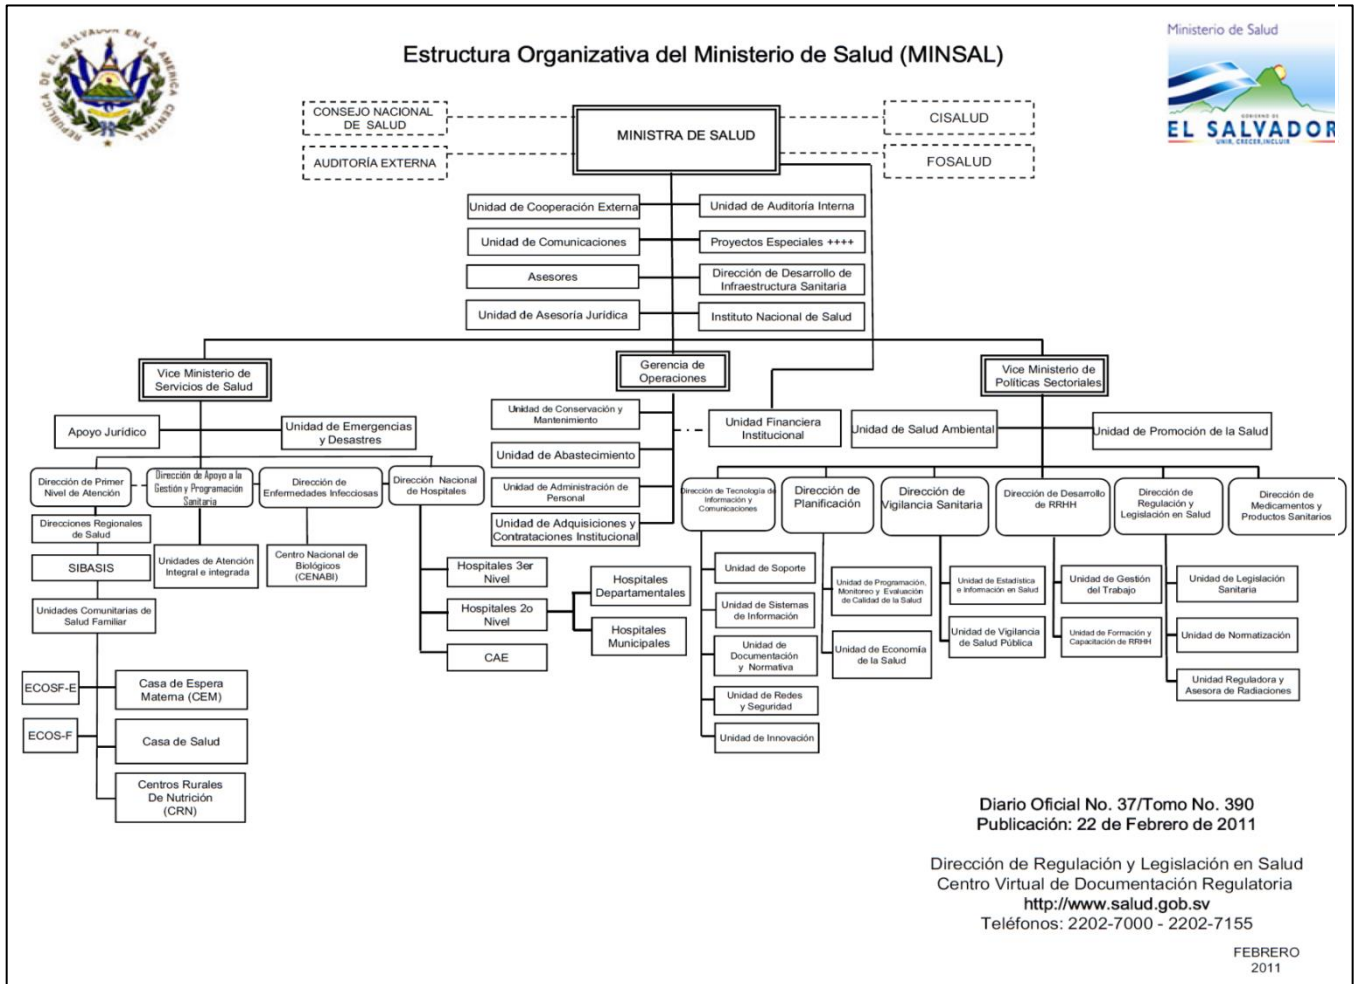 REPUBLICA DE EL SALVADOR EN LA AMERICA CENTRAL
Estructura Organizativa del Ministerio de Salud (MINSAL)
Ministerio de Salud
GOBIERNO DE
EL SALVADOR
UNIR, CRECER, INCLUIR
CONSEJO NACIONAL
DE SALUD
MINISTRA DE SALUD
CISALUD
AUDITORÍA EXTERNA
FOSALUD
Unidad de Cooperación Externa
Unidad de Auditoría Interna
Unidad de Comunicaciones
Proyectos Especiales ++++
Asesores
Dirección de Desarrollo de
Infraestructura Sanitaria
Unidad de Asesoría Jurídica
Instituto Nacional de Salud
Vice Ministerio de
Servicios de Salud
Gerencia de
Operaciones
Vice Ministerio de
Políticas Sectoriales
Apoyo Jurídico
Unidad de Emergencias
y Desastres
Unidad de Conservación y
Mantenimiento
Unidad Financiera
Institucional
Unidad de Salud Ambiental
Unidad de Promoción de la Salud
Unidad de Abastecimiento
Unidad de Administración de
Personal
Unidad de Adquisiciones y
Contrataciones Institucional
Dirección de Primer
Nivel de Atención
Dirección de Apoyo a la
Gestión y Programación
Sanitaria
Dirección de
Enfermedades Infecciosas
Dirección Nacional
de Hospitales
Dirección de Tecnología de
Información y
Comunicaciones
Dirección de
Planificación
Dirección de
Vigilancia Sanitaria
Dirección de Desarrollo
de RRHH
Dirección de
Regulación y
Legislación en Salud
Dirección de
Medicamentos y
Productos Sanitarios
Direcciones Regionales
de Salud
SIBASIS
Unidades Comunitarias de
Salud Familiar
Unidades de Atención
Integral e integrada
Centro Nacional de
Biológicos
(CENABI)
Hospitales 3er
Nivel
Hospitales 2o
Nivel
CAE
Hospitales
Departamentales
Hospitales
Municipales
ECOSF-E
Casa de Espera
Materna (CEM)
ECOS-F
Casa de Salud
Centros Rurales
De Nutrición
(CRN)
Unidad de Soporte
Unidad de Sistemas
de Información
Unidad de
Documentación
y Normativa
Unidad de Redes
y Seguridad
Unidad de Innovación
Unidad de Programación,
Monitoreo y Evaluación
de Calidad de la Salud
Unidad de Economía
de la Salud
Unidad de Estadística
e Información en Salud
Unidad de Vigilancia
de Salud Pública
Unidad de Gestión
del Trabajo
Unidad de Formación y
Capacitación de RRHH
Unidad de Legislación
Sanitaria
Unidad de Normatización
Unidad Reguladora y
Asesora de Radiaciones
Diario Oficial No. 37/Tomo No. 390
Publicación: 22 de Febrero de 2011
Dirección de Regulación y Legislación en Salud
Centro Virtual de Documentación Regulatoria
http://www.salud.gob.sv
Teléfonos: 2202-7000 - 2202-7155
FEBRERO
2011